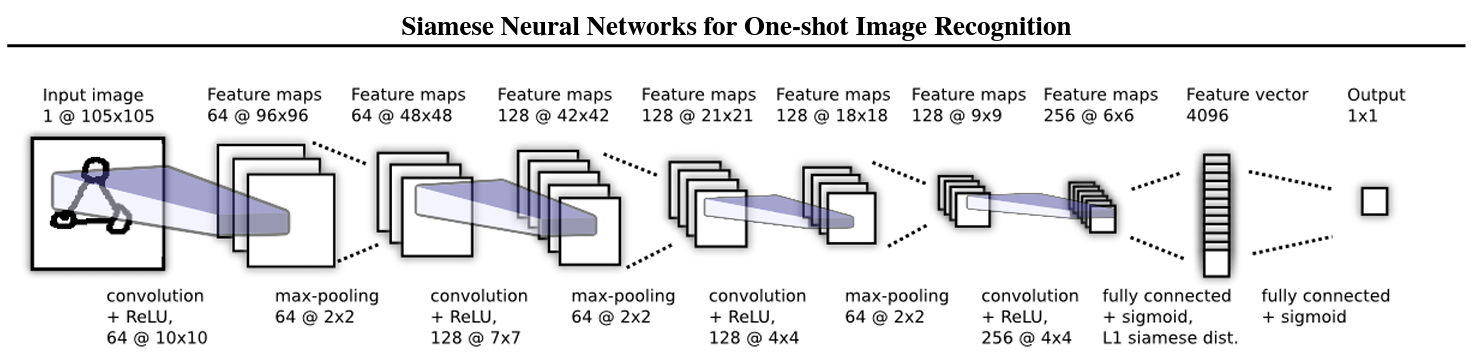 Siamese Neural Networks for One-shot Image Recognition
Input image
1 @ 105x105
Feature maps
64 @ 96x96
Feature maps
64 @ 48x48
Feature maps
128 @ 42x42
Feature maps
128 @ 21x21
Feature maps
128 @ 18x18
Feature maps
128 @ 9x9
Feature maps
256 @ 6x6
Feature vector
4096
Output
1x1
convolution
+ ReLU,
64 @ 10x10
max-pooling
64 @ 2x2
convolution
+ ReLU,
128 @ 7x7
max-pooling
64 @ 2x2
convolution
+ ReLU,
128 @ 4x4
max-pooling
64 @ 2x2
convolution
+ ReLU,
256 @ 4x4
fully connected
+ sigmoid,
L1 siamese dist.
fully connected
+ sigmoid